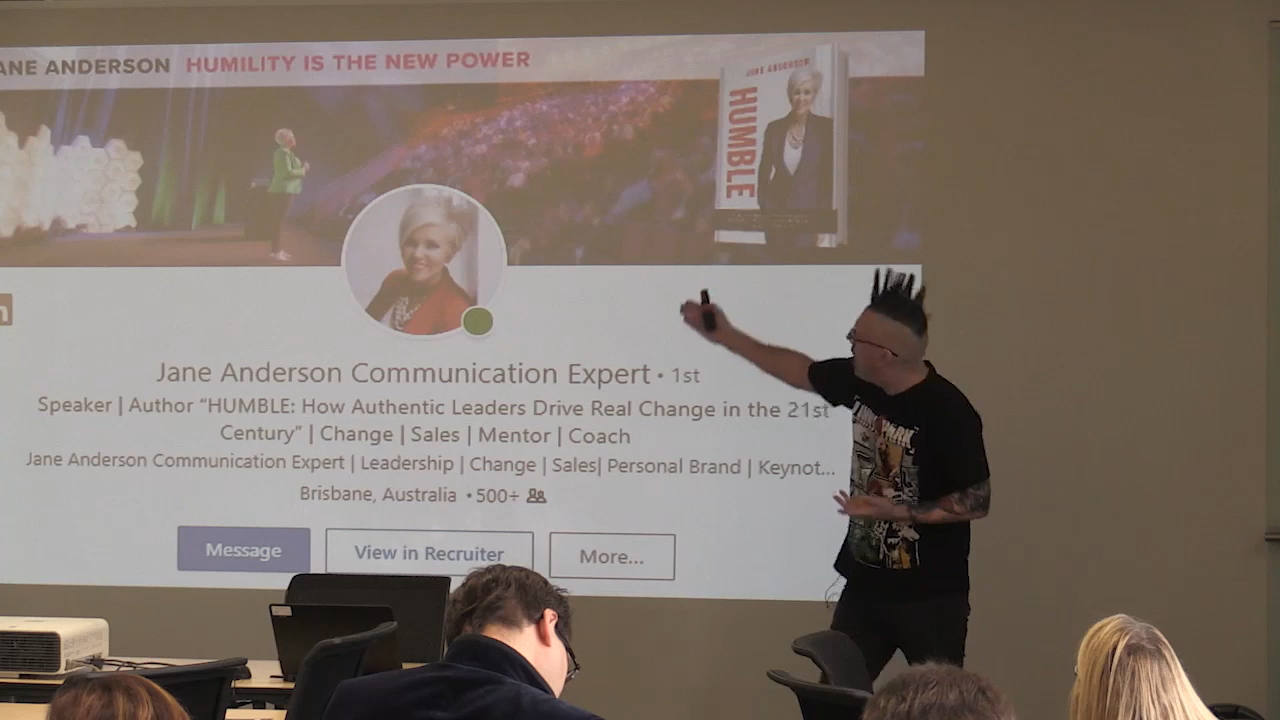 ANE ANDERSON HUMILITY IS THE NEW POWER
JANE ANDERSON
HUMBLE
n
Jane Anderson Communication Expert • 1st
Speaker | Author “HUMBLE: How Authentic Leaders Drive Real Change in the 21st
Century” | Change | Sales | Mentor | Coach
Jane Anderson Communication Expert | Leadership | Change | Sales| Personal Brand | Keynot...
Brisbane, Australia • 500+
Message
View in Recruiter
More...